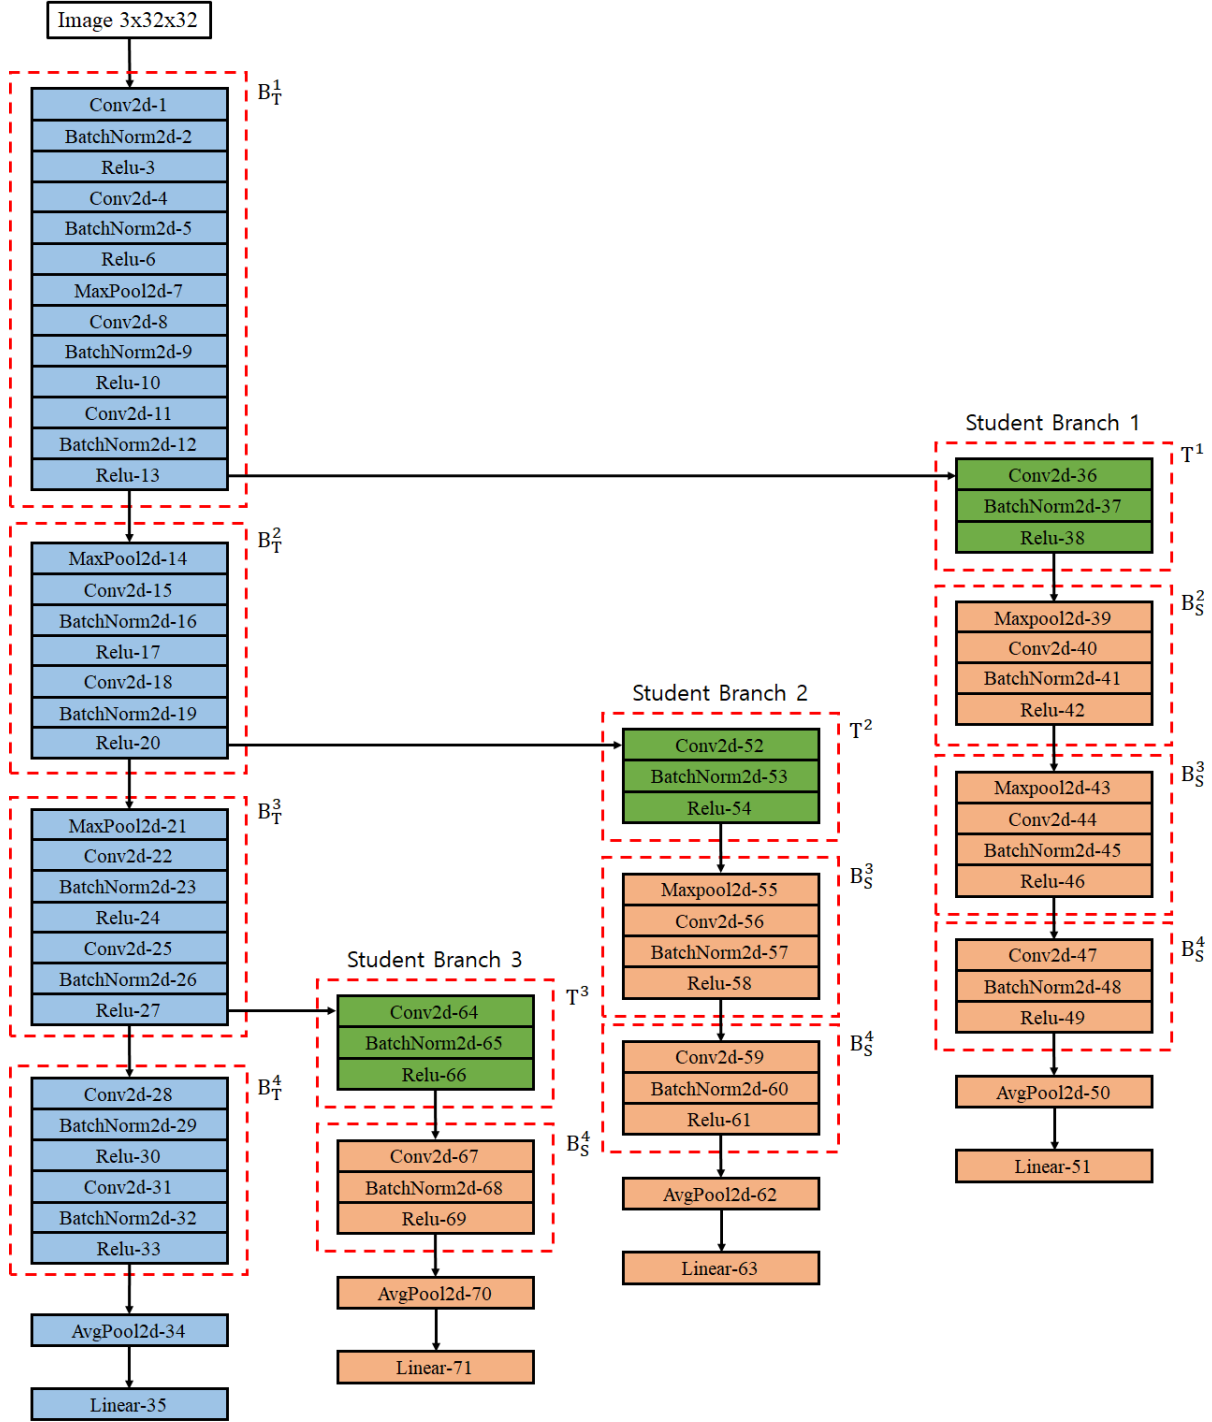 Image 3x32x32
B_T^1
Conv2d-1
BatchNorm2d-2
Relu-3
Conv2d-4
BatchNorm2d-5
Relu-6
MaxPool2d-7
Conv2d-8
BatchNorm2d-9
Relu-10
Conv2d-11
BatchNorm2d-12
Relu-13
B_T^2
MaxPool2d-14
Conv2d-15
BatchNorm2d-16
Relu-17
Conv2d-18
BatchNorm2d-19
Relu-20
B_T^3
MaxPool2d-21
Conv2d-22
BatchNorm2d-23
Relu-24
Conv2d-25
BatchNorm2d-26
Relu-27
B_T^4
Conv2d-28
BatchNorm2d-29
Relu-30
Conv2d-31
BatchNorm2d-32
Relu-33
AvgPool2d-34
Linear-35
Student Branch 3
T^3
Conv2d-64
BatchNorm2d-65
Relu-66
B_S^4
Conv2d-67
BatchNorm2d-68
Relu-69
AvgPool2d-70
Linear-71
Student Branch 2
T^2
Conv2d-52
BatchNorm2d-53
Relu-54
B_S^3
Maxpool2d-55
Conv2d-56
BatchNorm2d-57
Relu-58
B_S^4
Conv2d-59
BatchNorm2d-60
Relu-61
AvgPool2d-62
Linear-63
Student Branch 1
T^1
Conv2d-36
BatchNorm2d-37
Relu-38
B_S^2
Maxpool2d-39
Conv2d-40
BatchNorm2d-41
Relu-42
B_S^3
Maxpool2d-43
Conv2d-44
BatchNorm2d-45
Relu-46
B_S^4
Conv2d-47
BatchNorm2d-48
Relu-49
AvgPool2d-50
Linear-51